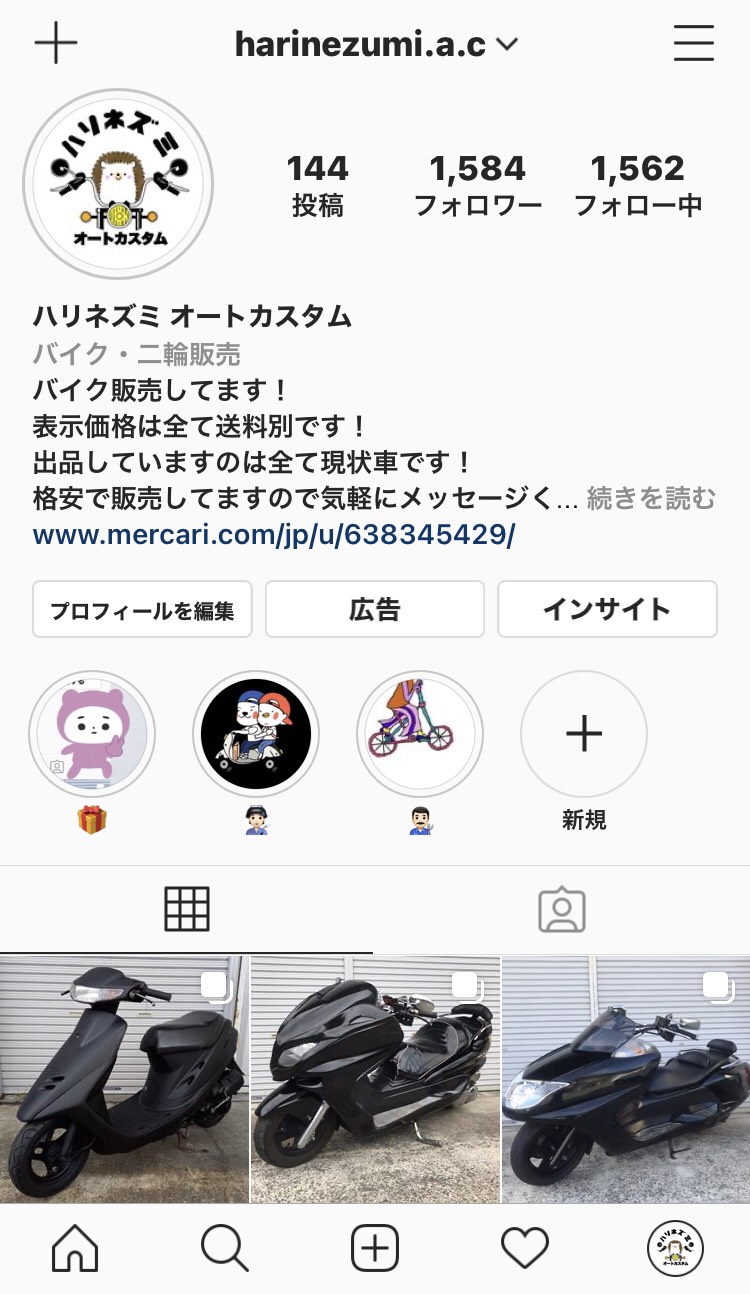 harinezumi.a.c
ハリネズミ
オートカスタム
144
投稿
1,584
フォロワー
1,562
フォロー中
ハリネズミ オートカスタム
バイク・二輪販売
バイク販売してます！
表示価格は全て送料別です！
出品していますのは全て現状車です！
格安で販売してますので気軽にメッセージく... 続きを読む
www.mercari.com/jp/u/638345429/
プロフィールを編集
広告
インサイト
新規
ハリネズミ
オートカスタム